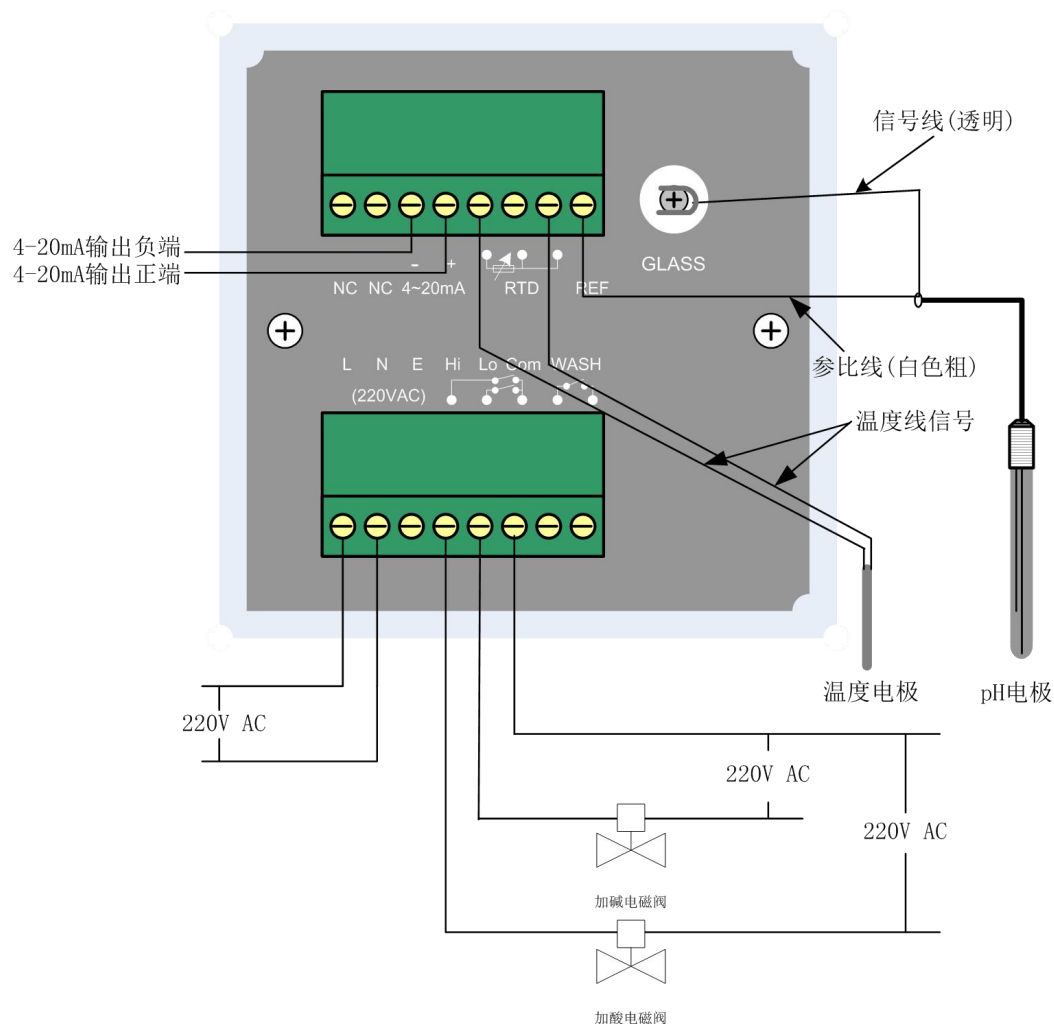 信号线(透明)
4-20mA输出负端
4-20mA输出正端
- +
NC NC 4~20mA RTD REF
GLASS
L N E Hi Lo Com WASH
(220VAC)
参比线(白色粗)
温度线信号
温度电极
pH电极
220V AC
220V AC
220V AC
加碱电磁阀
加酸电磁阀